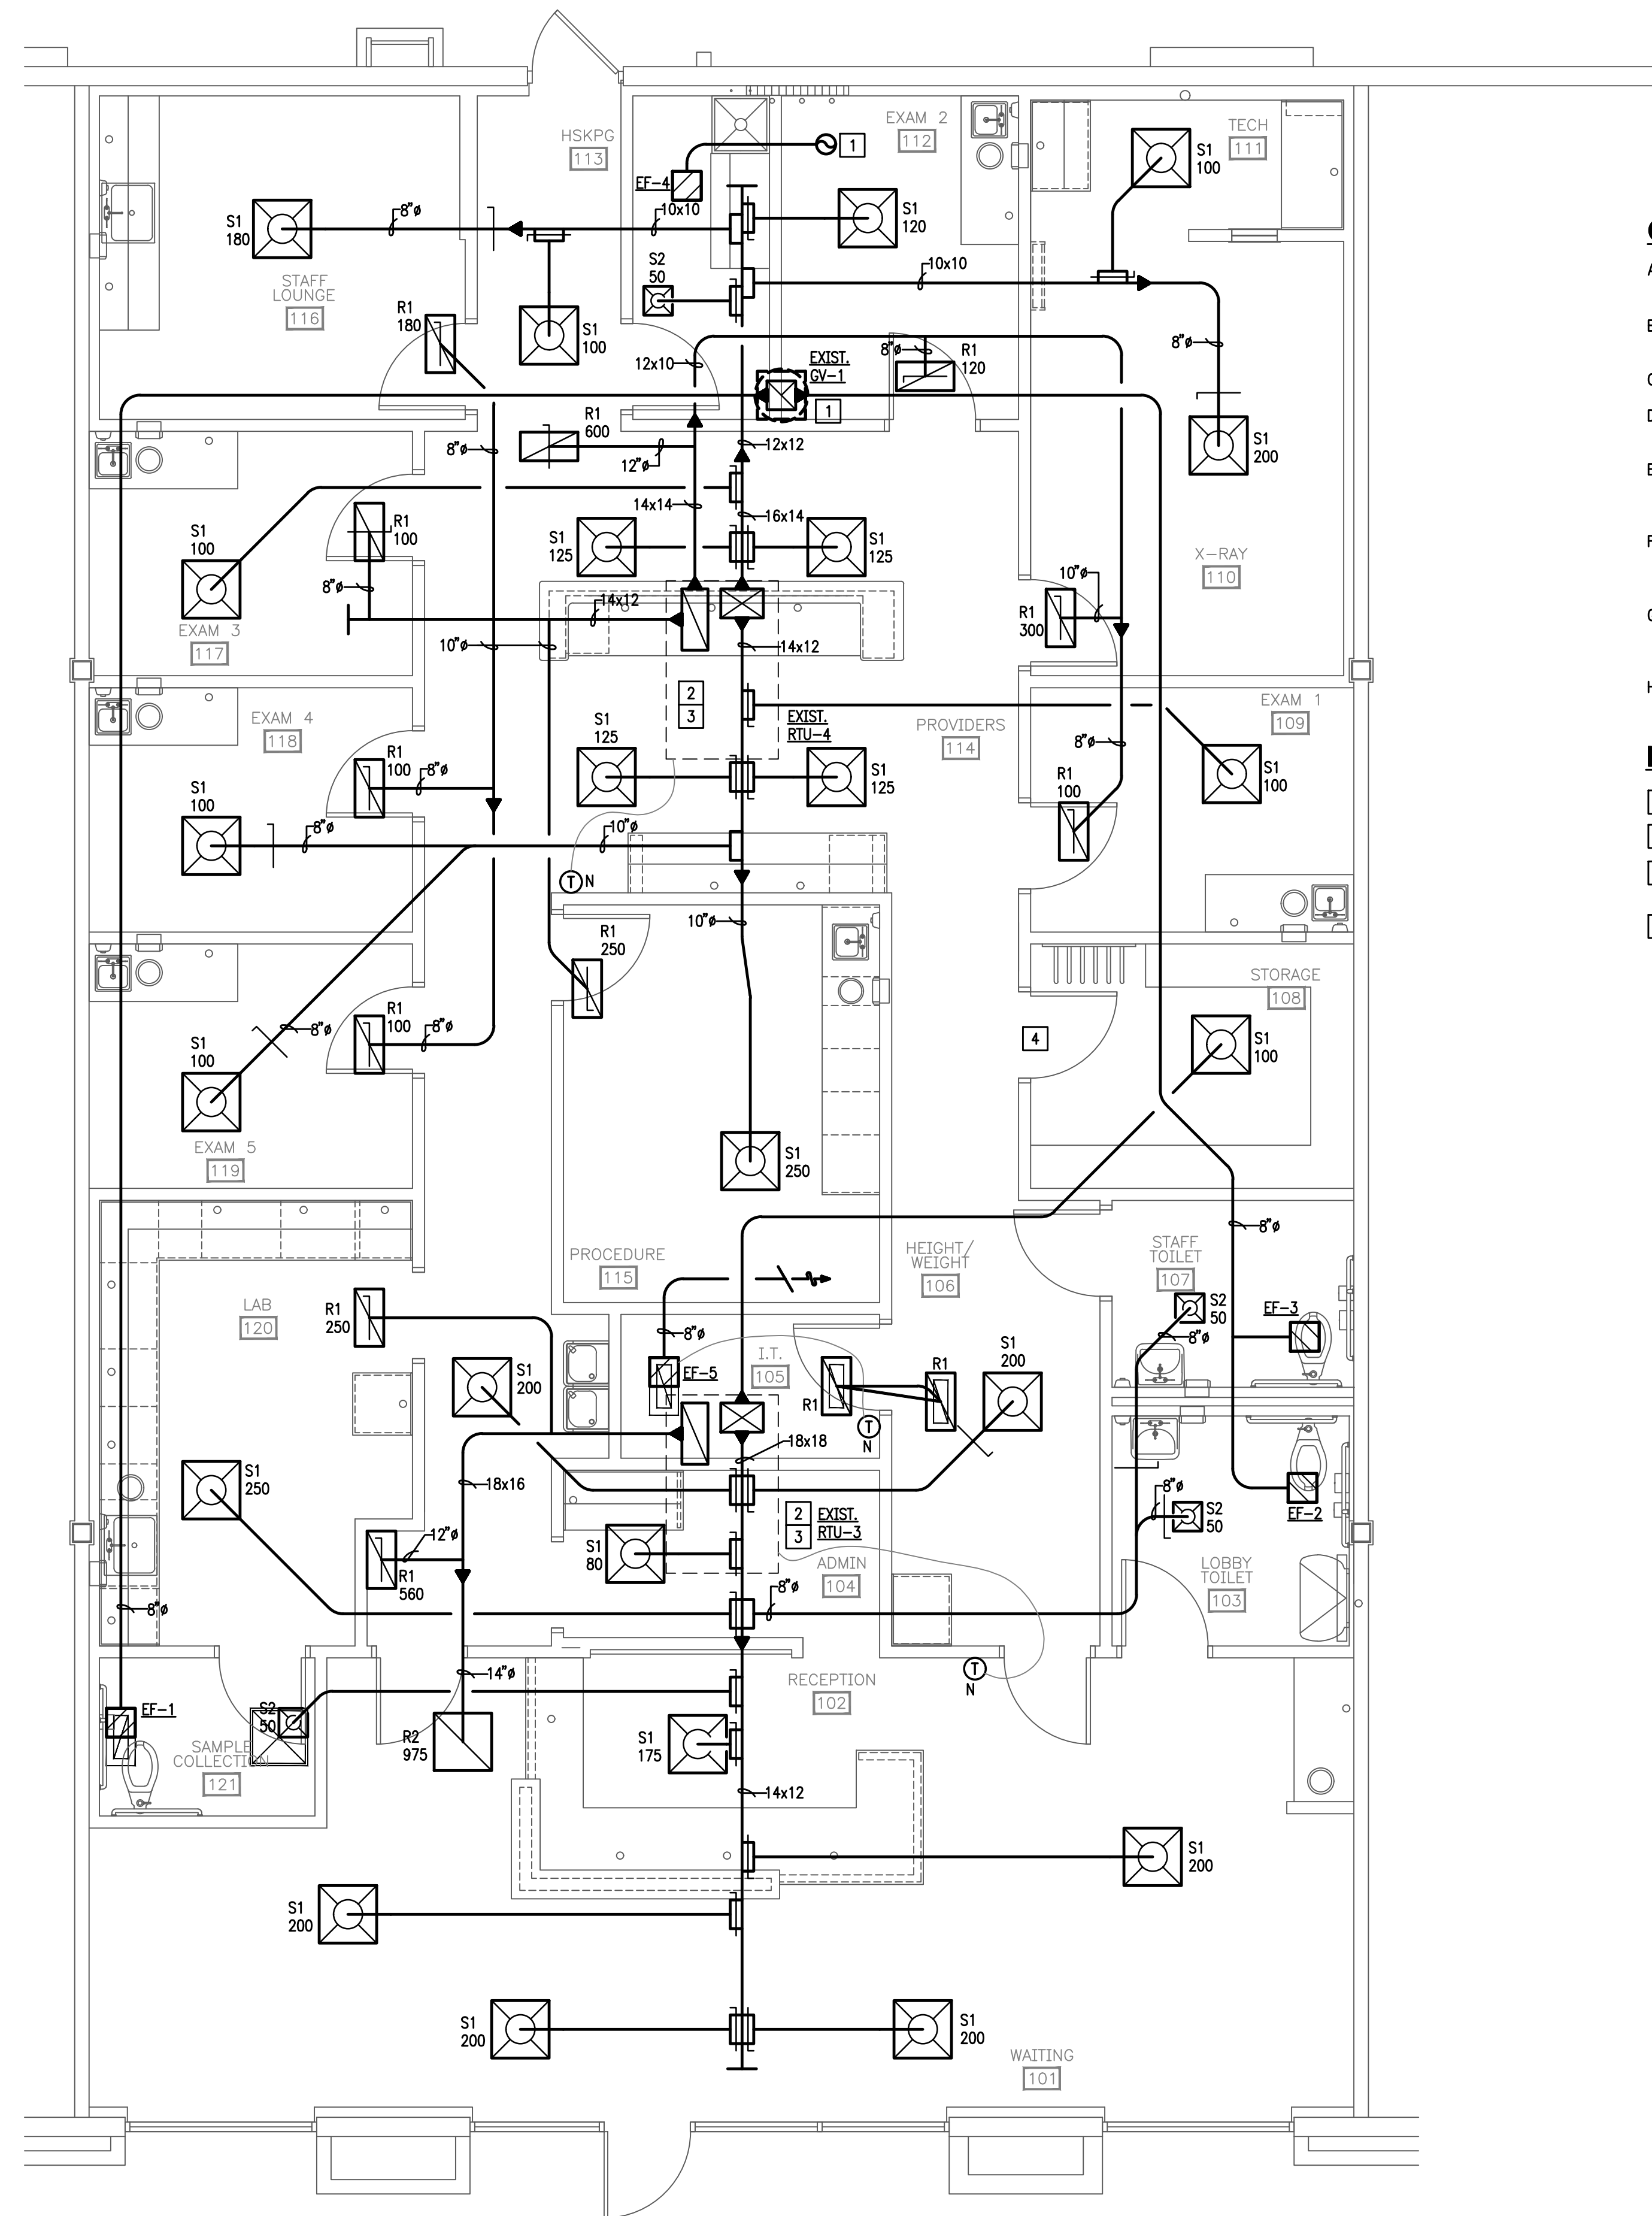 HSKPG
113
EXAM 2
112
TECH
111
1
S1
100
EF-4
10x10
8"ø
S1
180
S1
120
STAFF
LOUNGE
116
S2
50
10x10
R1
180
S1
100
8"ø
12x10
EXIST.
GV-1
8"ø
R1
120
1
R1
600
8"ø
12"ø
12x12
S1
200
14x14
16x14
R1
100
S1
100
S1
125
S1
125
X-RAY
110
8"ø
14x12
10"ø
R1
300
EXAM 3
117
10"ø
14x12
2
3
EXIST.
RTU-4
PROVIDERS
114
EXAM 1
109
EXAM 4
118
S1
125
R1
100
8"ø
S1
125
8"ø
R1
100
S1
100
S1
100
8"ø
10"ø
T
N
10"ø
R1
250
STORAGE
108
8"ø
R1
100
8"ø
4
S1
100
S1
100
EXAM 5
119
S1
250
8"ø
PROCEDURE
115
HEIGHT/
WEIGHT
106
STAFF
TOILET
107
LAB
120
R1
250
8"ø
S2
50
8"ø
EF-3
I.T.
105
EF-5
S1
200
R1
R1
S1
200
T
N
18x18
S1
250
18x16
8"ø
S2
50
EF-2
2
3
EXIST.
RTU-3
12"ø
S1
80
ADMIN
104
LOBBY
TOILET
103
R1
560
8"ø
8"ø
14"ø
RECEPTION
102
T
N
EF-1
S2
50
R2
975
S1
175
SAMPLE
COLLECTION
121
14x12
S1
200
S1
200
S1
200
S1
200
WAITING
101